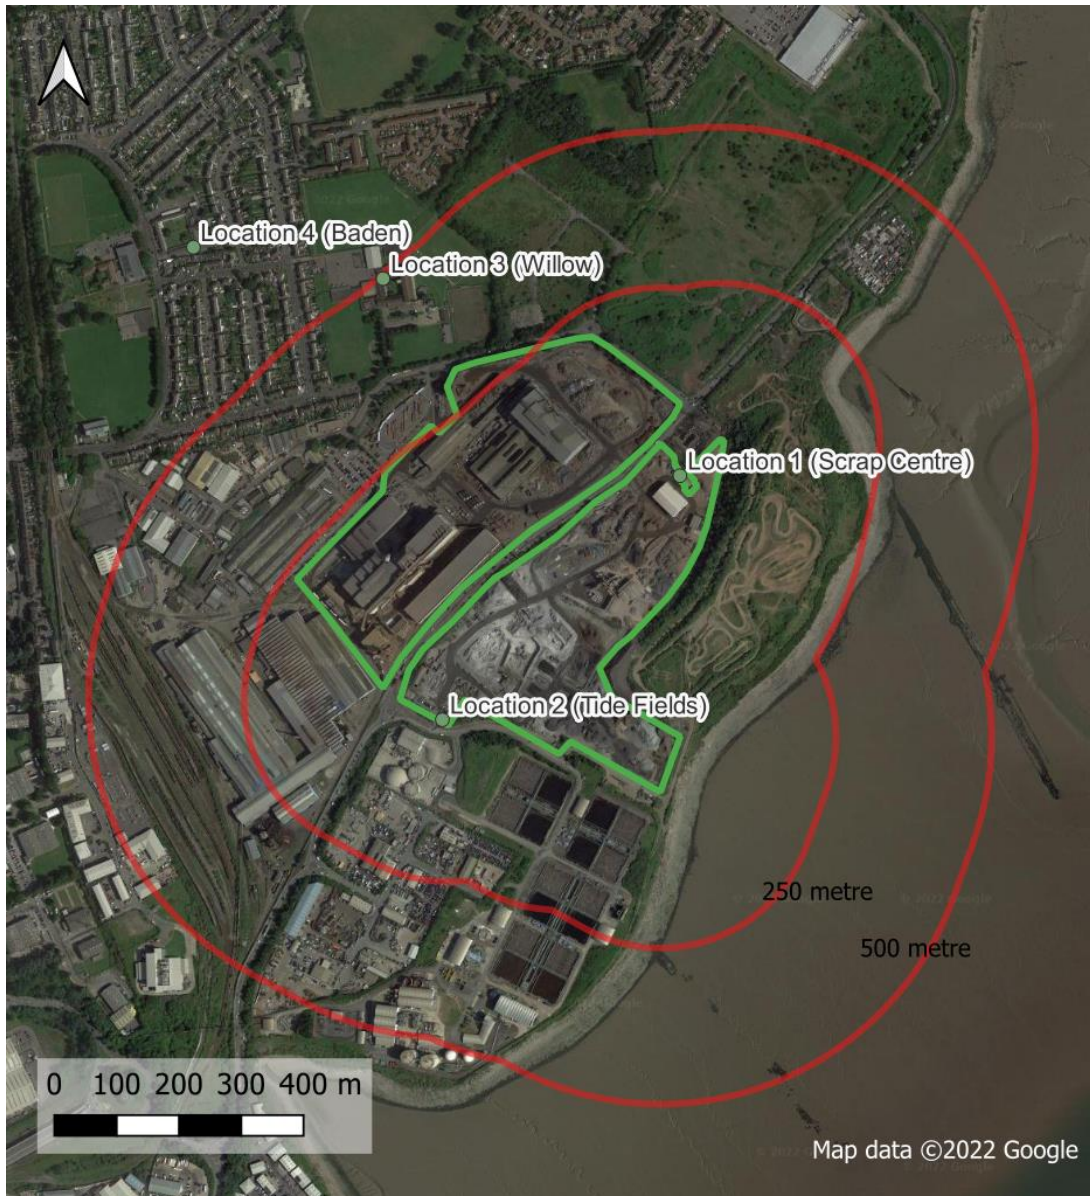 Location 4 (Baden)
Location 3 (Willow)
Location 1 (Scrap Centre)
Location 2 (Tide Fields)
250 metre
500 metre
0 100 200 300 400 m
Map data ©2022 Google